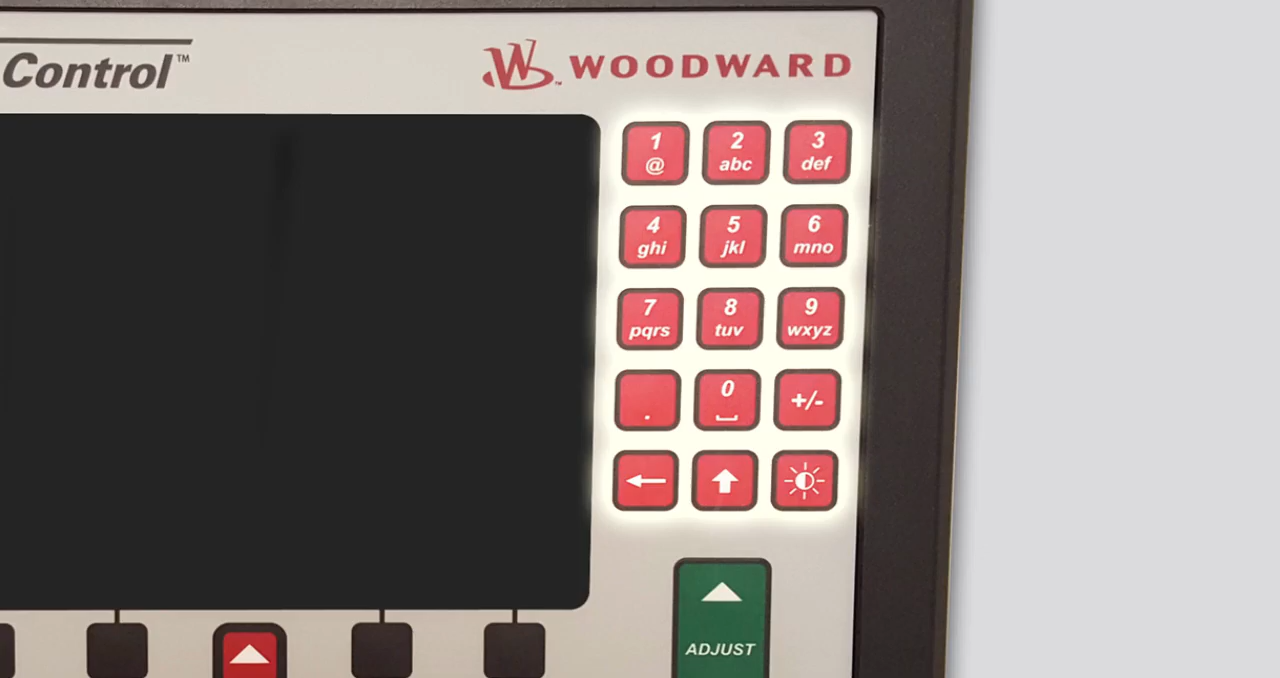 Control™
WOODWARD™
1 2 3
@ abc def
4 5 6
ghi jkl mno
7 8 9
pqrs tuv wxyz
. 0 +/-
ADJUST